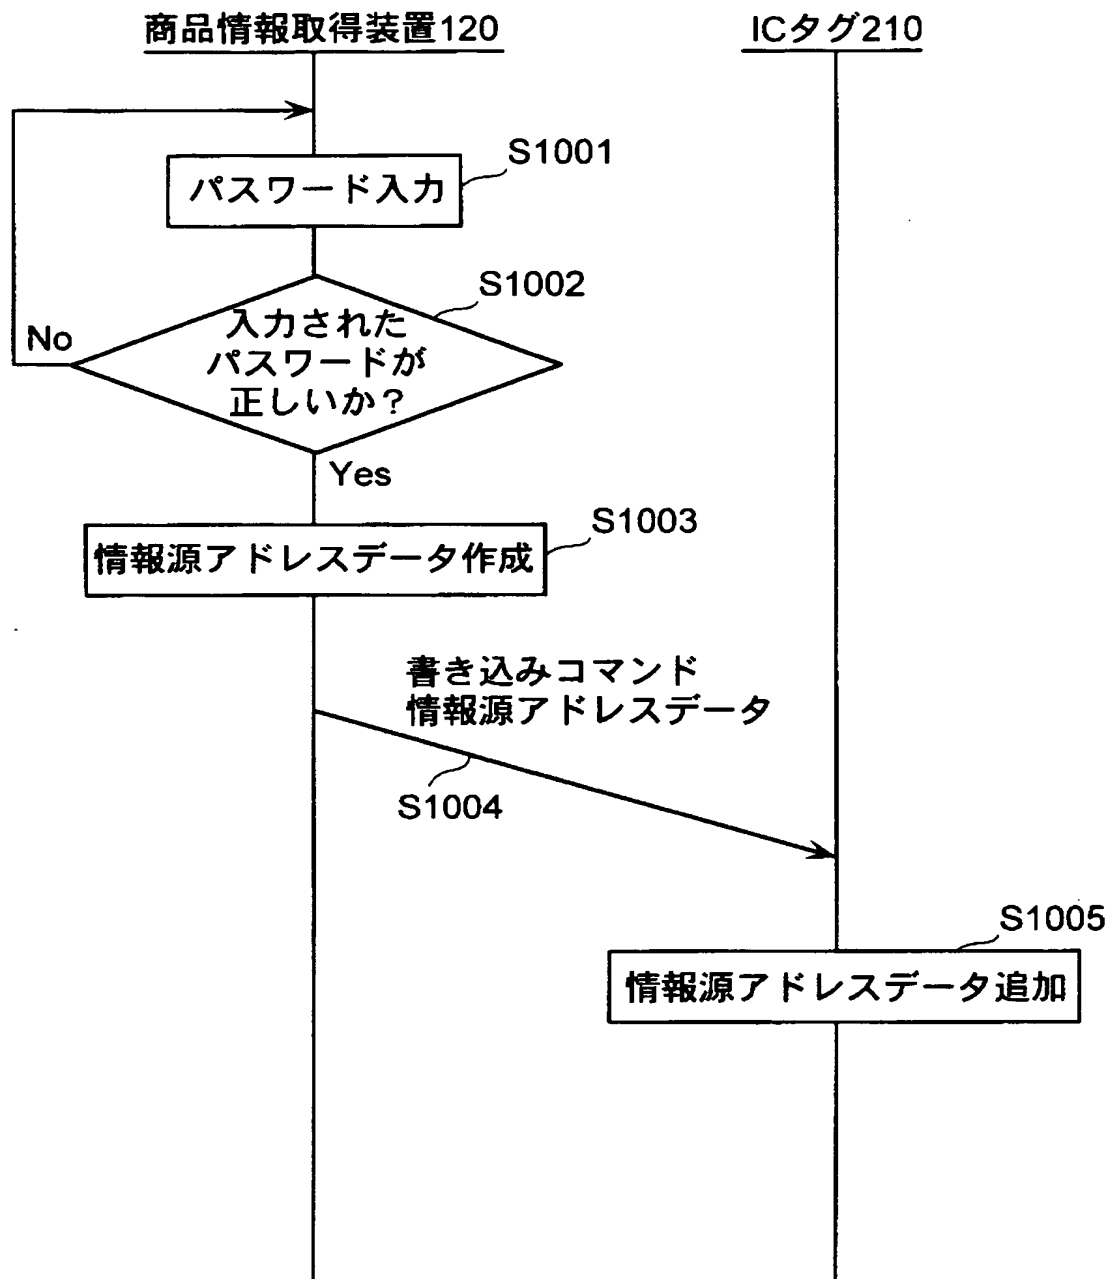 商品情報取得装置120
ICタグ210
S1001
パスワード入力
S1002
入力された
パスワードが
正しいか？
No
Yes
S1003
情報源アドレスデータ作成
書き込みコマンド
情報源アドレスデータ
S1004
S1005
情報源アドレスデータ追加